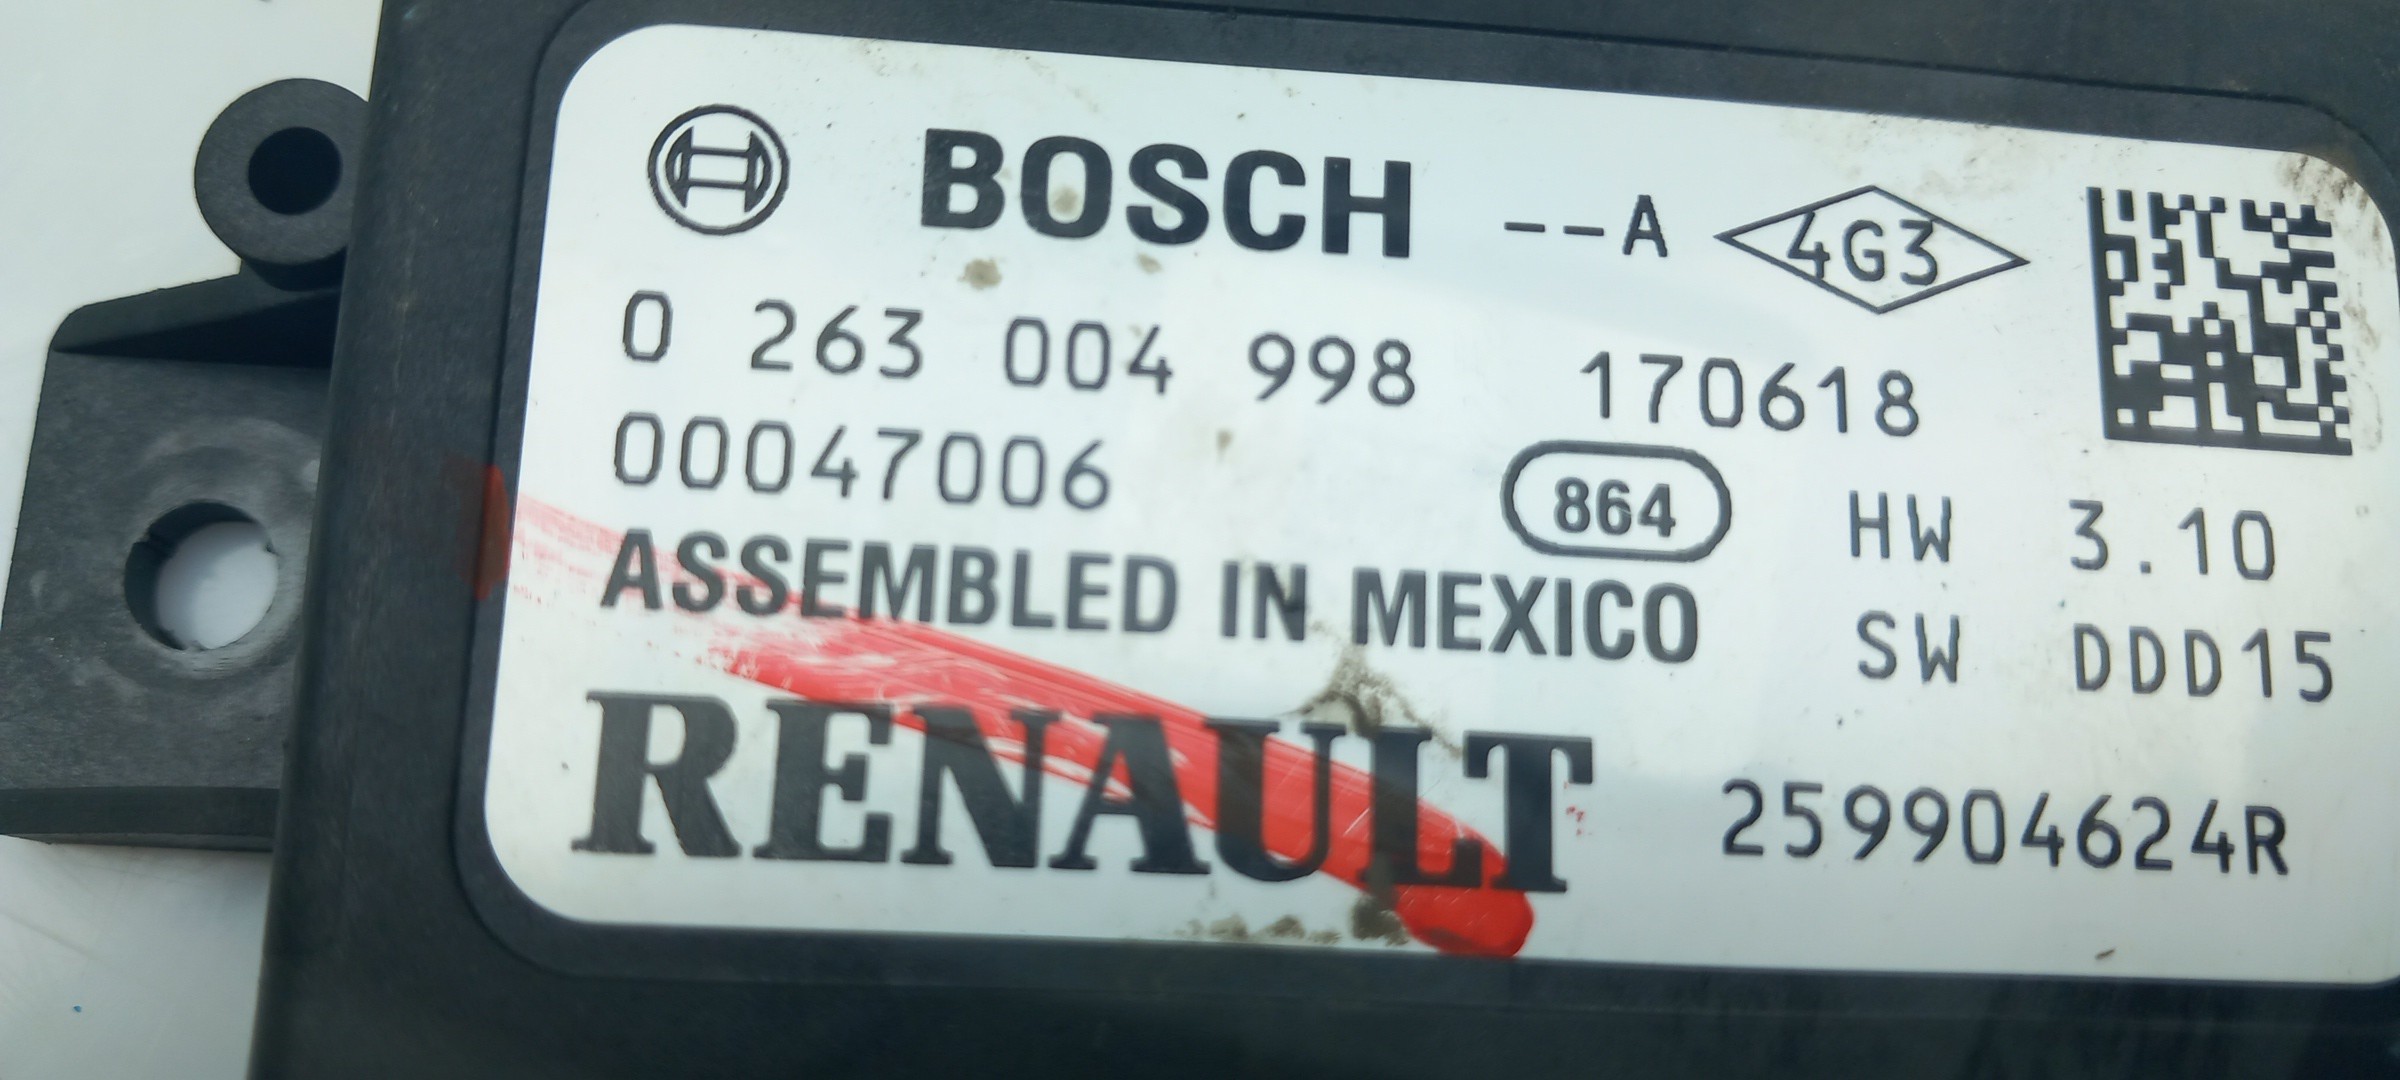 BOSCH --A 4G3
0 263 004 998 170618
00047006 864 HW 3.10
ASSEMBLED IN MEXICO SW DDD15
RENAULT 259904624R